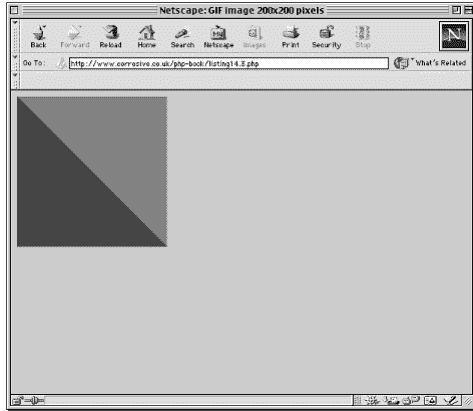 Netscape: GIF image 200x200 pixels
Back Forward Reload Home Search Netscape Images Print Security Stop
N
Go To: http://www.corrosive.co.uk/php-book/listing14.3.php What's Related